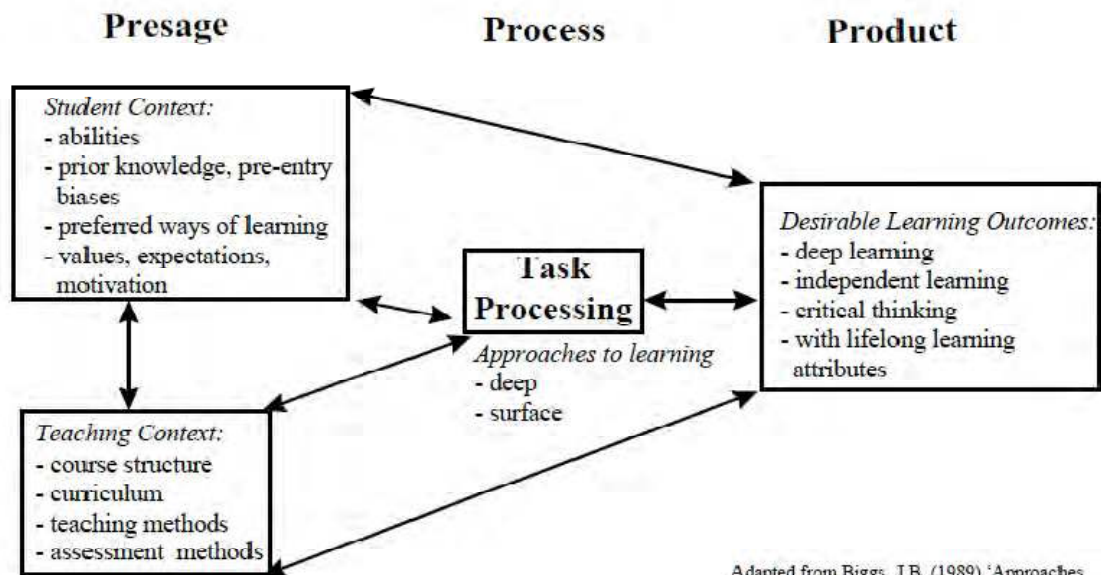 Presage
Process
Product
Student Context:
- abilities
- prior knowledge, pre-entry
biases
- preferred ways of learning
- values, expectations,
motivation
Task
Processing
Approaches to learning
- deep
- surface
Desirable Learning Outcomes:
- deep learning
- independent learning
- critical thinking
- with lifelong learning
attributes
Teaching Context:
- course structure
- curriculum
- teaching methods
- assessment methods
Adapted from Biggs, J.B. (1989) ‘Approaches